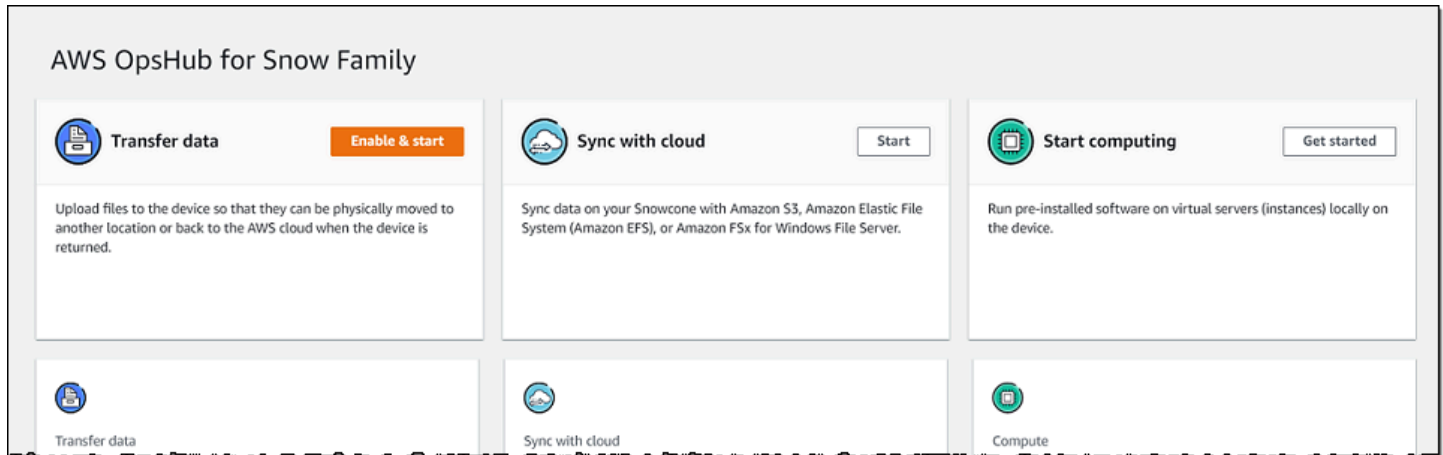 AWS OpsHub for Snow Family
Transfer data
Enable & start
Upload files to the device so that they can be physically moved to
another location or back to the AWS cloud when the device is
returned.
Sync with cloud
Start
Sync data on your Snowcone with Amazon S3, Amazon Elastic File
System (Amazon EFS), or Amazon FSx for Windows File Server.
Start computing
Get started
Run pre-installed software on virtual servers (instances) locally on
the device.
Transfer data
Sync with cloud
Compute